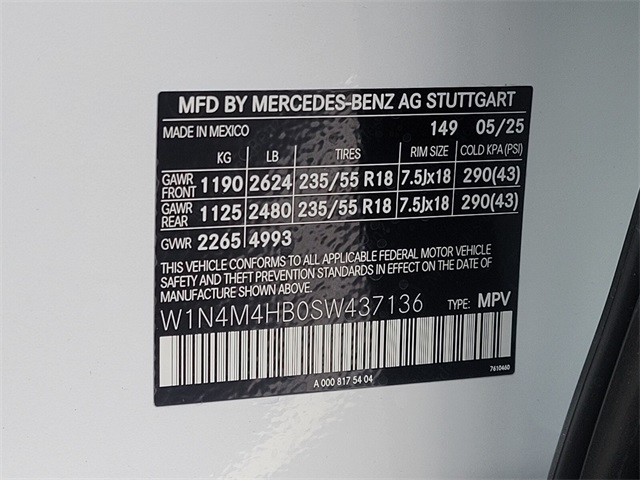 MFD BY MERCEDES-BENZ AG STUTTGART
MADE IN MEXICO 149 05/25
KG LB TIRES RIM SIZE COLD KPA (PSI)
GAWR FRONT 1190 2624 235/55 R18 7.5Jx18 290(43)
GAWR REAR 1125 2480 235/55 R18 7.5Jx18 290(43)
GVWR 2265 4993
THIS VEHICLE CONFORMS TO ALL APPLICABLE FEDERAL MOTOR VEHICLE
SAFETY AND THEFT PREVENTION STANDARDS IN EFFECT ON THE DATE
OF MANUFACTURE SHOWN ABOVE.
W1N4M4HB0SW437136 TYPE: MPV
A 000 817 54 04
7610460